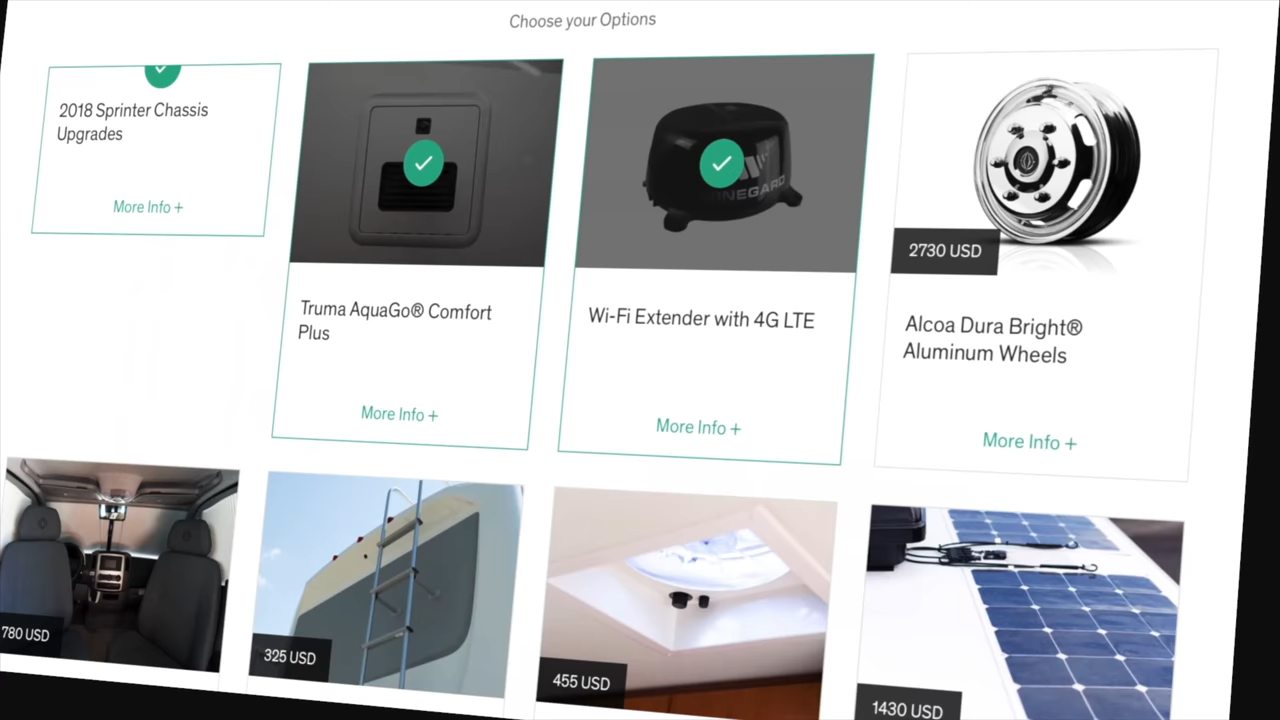 Choose your Options
2018 Sprinter Chassis
Upgrades
More Info +
Truma AquaGo® Comfort
Plus
More Info +
NEGARD
Wi-Fi Extender with 4G LTE
More Info +
2730 USD
Alcoa Dura Bright®
Aluminum Wheels
More Info +
780 USD
325 USD
455 USD
1430 USD